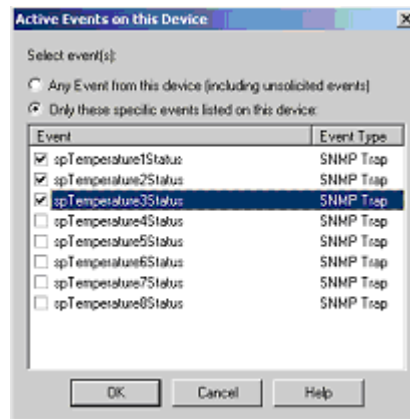 Active Events on this Device
Select event(s):
Any Event from this device (including unsolicited events)
Only these specific events listed on this device:
Event Event Type
spTemperature1Status SNMP Trap
spTemperature2Status SNMP Trap
spTemperature3Status SNMP Trap
spTemperature4Status SNMP Trap
spTemperature5Status SNMP Trap
spTemperature6Status SNMP Trap
spTemperature7Status SNMP Trap
spTemperature8Status SNMP Trap
OK Cancel Help